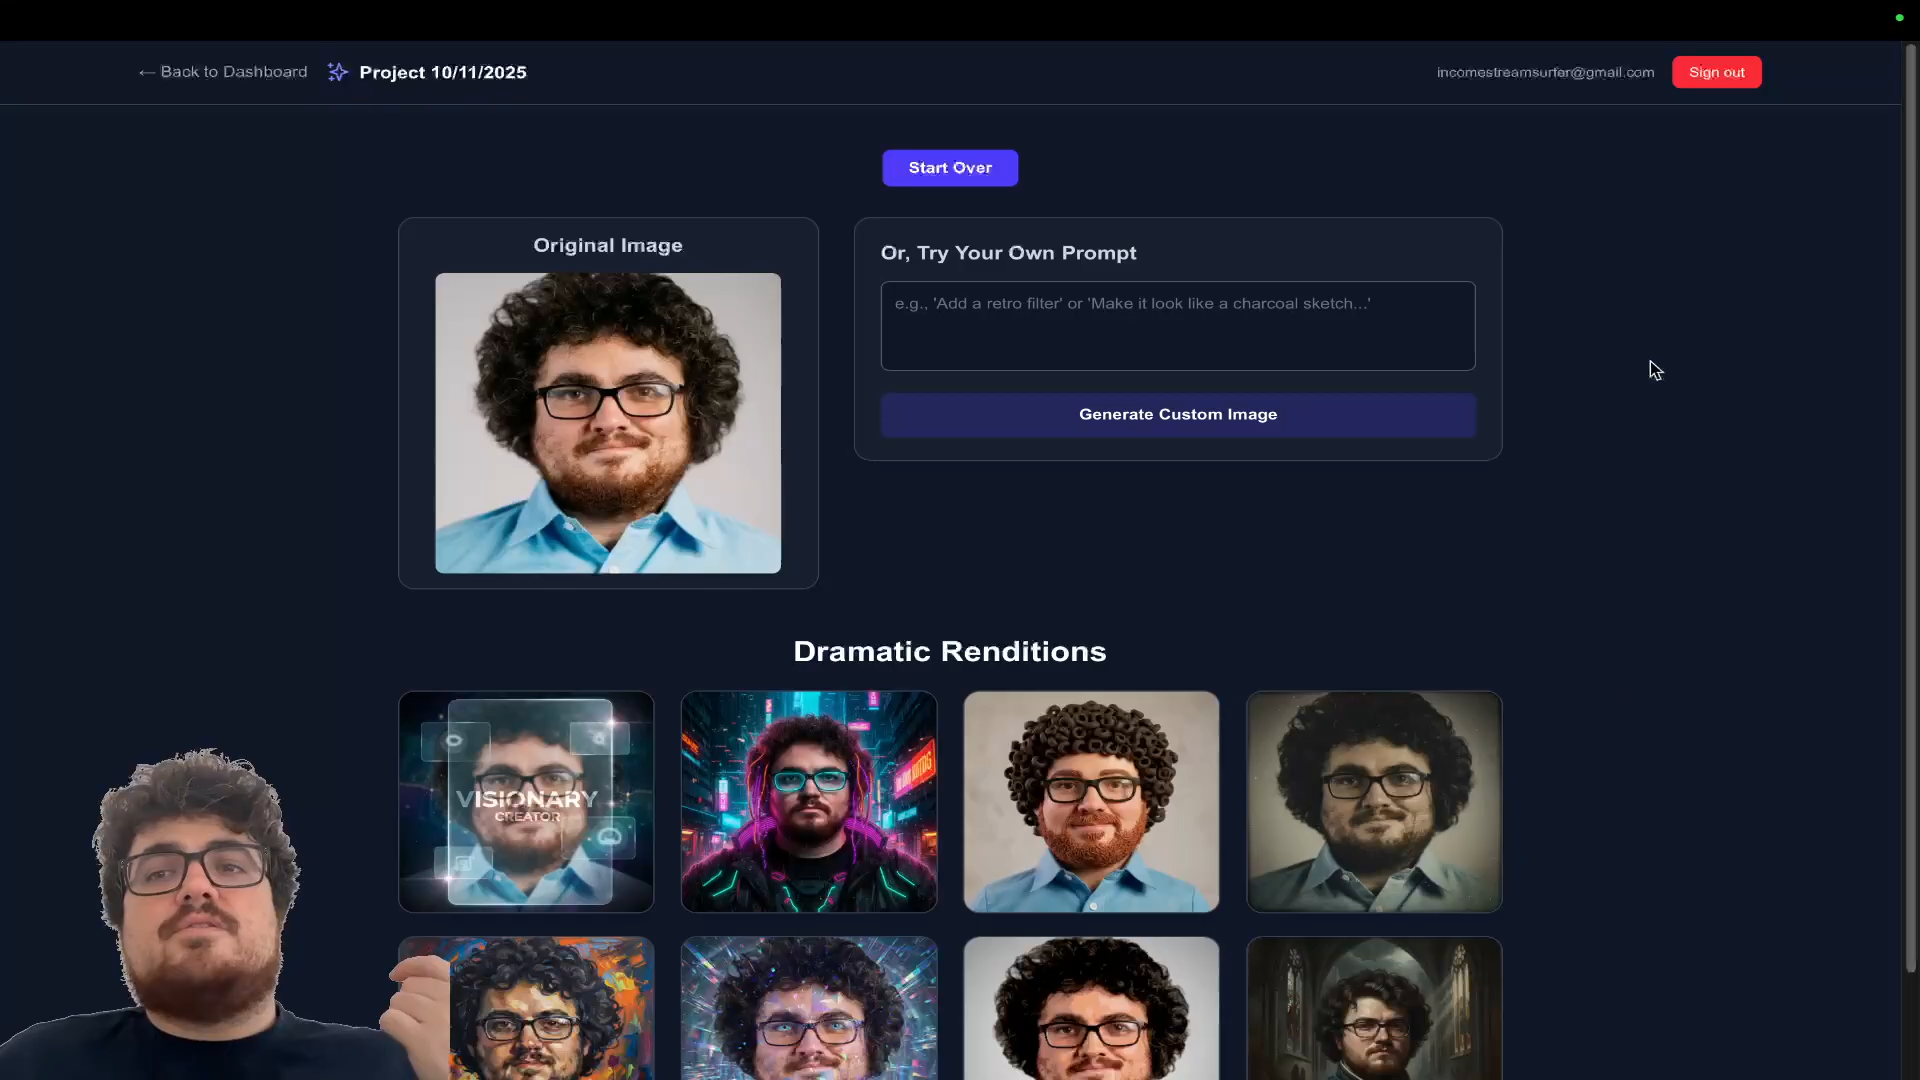 ← Back to Dashboard
Project 10/11/2025
incomestreamsurfer@gmail.com
Sign out
Start Over
Original Image
Or, Try Your Own Prompt
e.g., 'Add a retro filter' or 'Make it look like a charcoal sketch...'
Generate Custom Image
Dramatic Renditions
VISIONARY
CREATOR